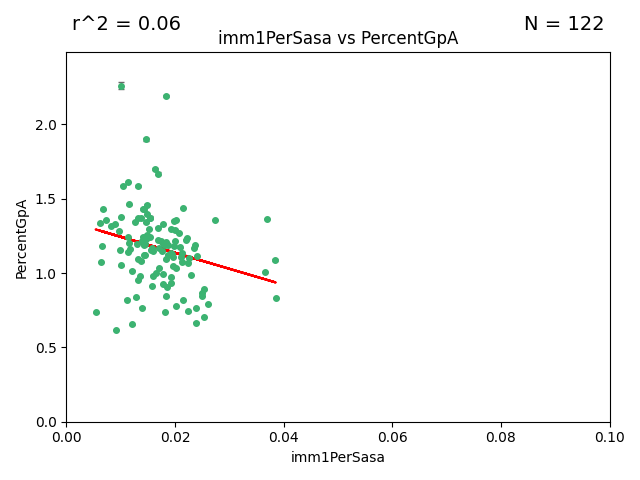 r^2 = 0.06
N = 122
imm1PerSasa vs PercentGpA
PercentGpA
2.0
1.5
1.0
0.5
0.0
0.00 0.02 0.04 0.06 0.08 0.10
imm1PerSasa